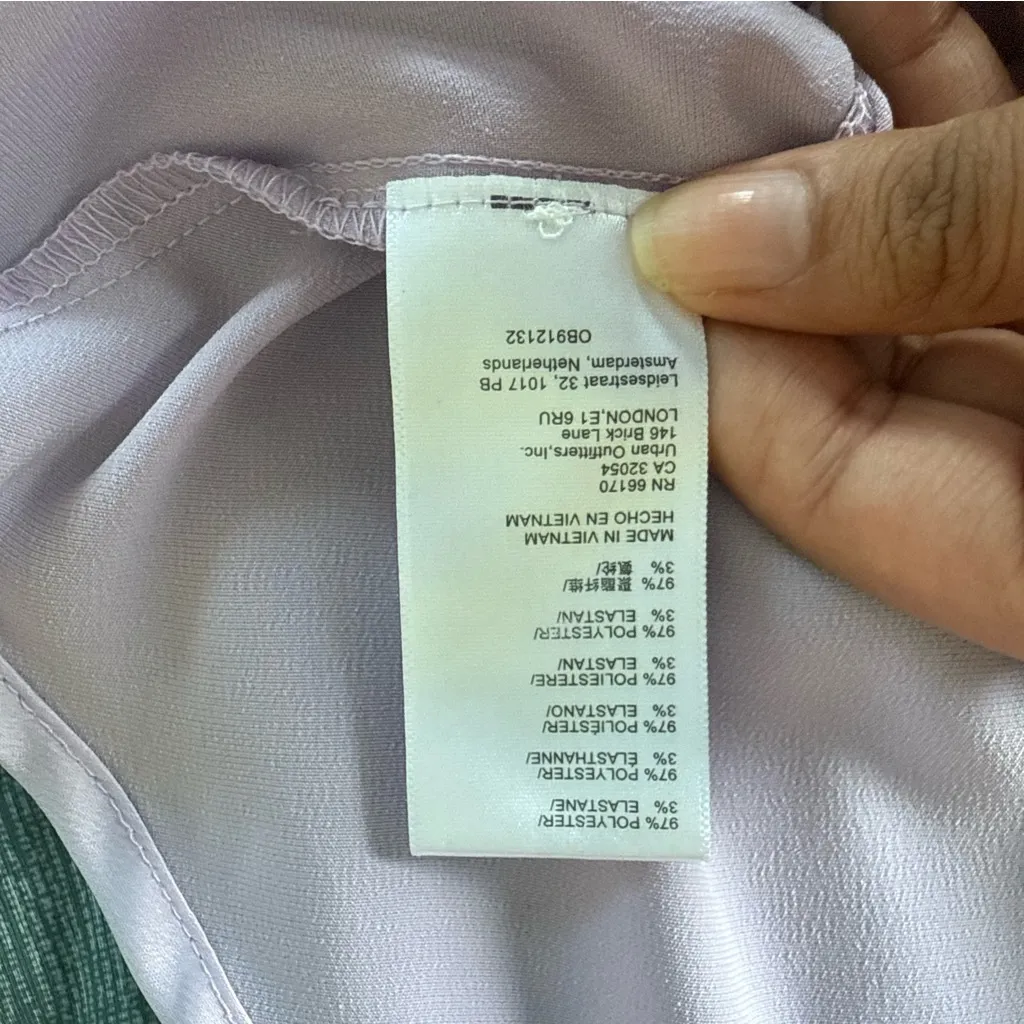 97% POLYESTER/
3% ELASTANE/
97% POLYESTER/
3% ÉLASTHANNE/
97% POLIÉSTER/
3% ELASTANO/
97% POLIESTERE/
3% ELASTAN/
97% POLYESTER/
3% ELASTAN/
97% 聚酯纤维/
3% 氨纶/
MADE IN VIETNAM
HECHO EN VIETNAM
RN 66170
CA 32054
Urban Outfitters,Inc.
146 Brick Lane
LONDON,E1 6RU
Leidsestraat 32, 1017 PB
Amsterdam, Netherlands
OB912132